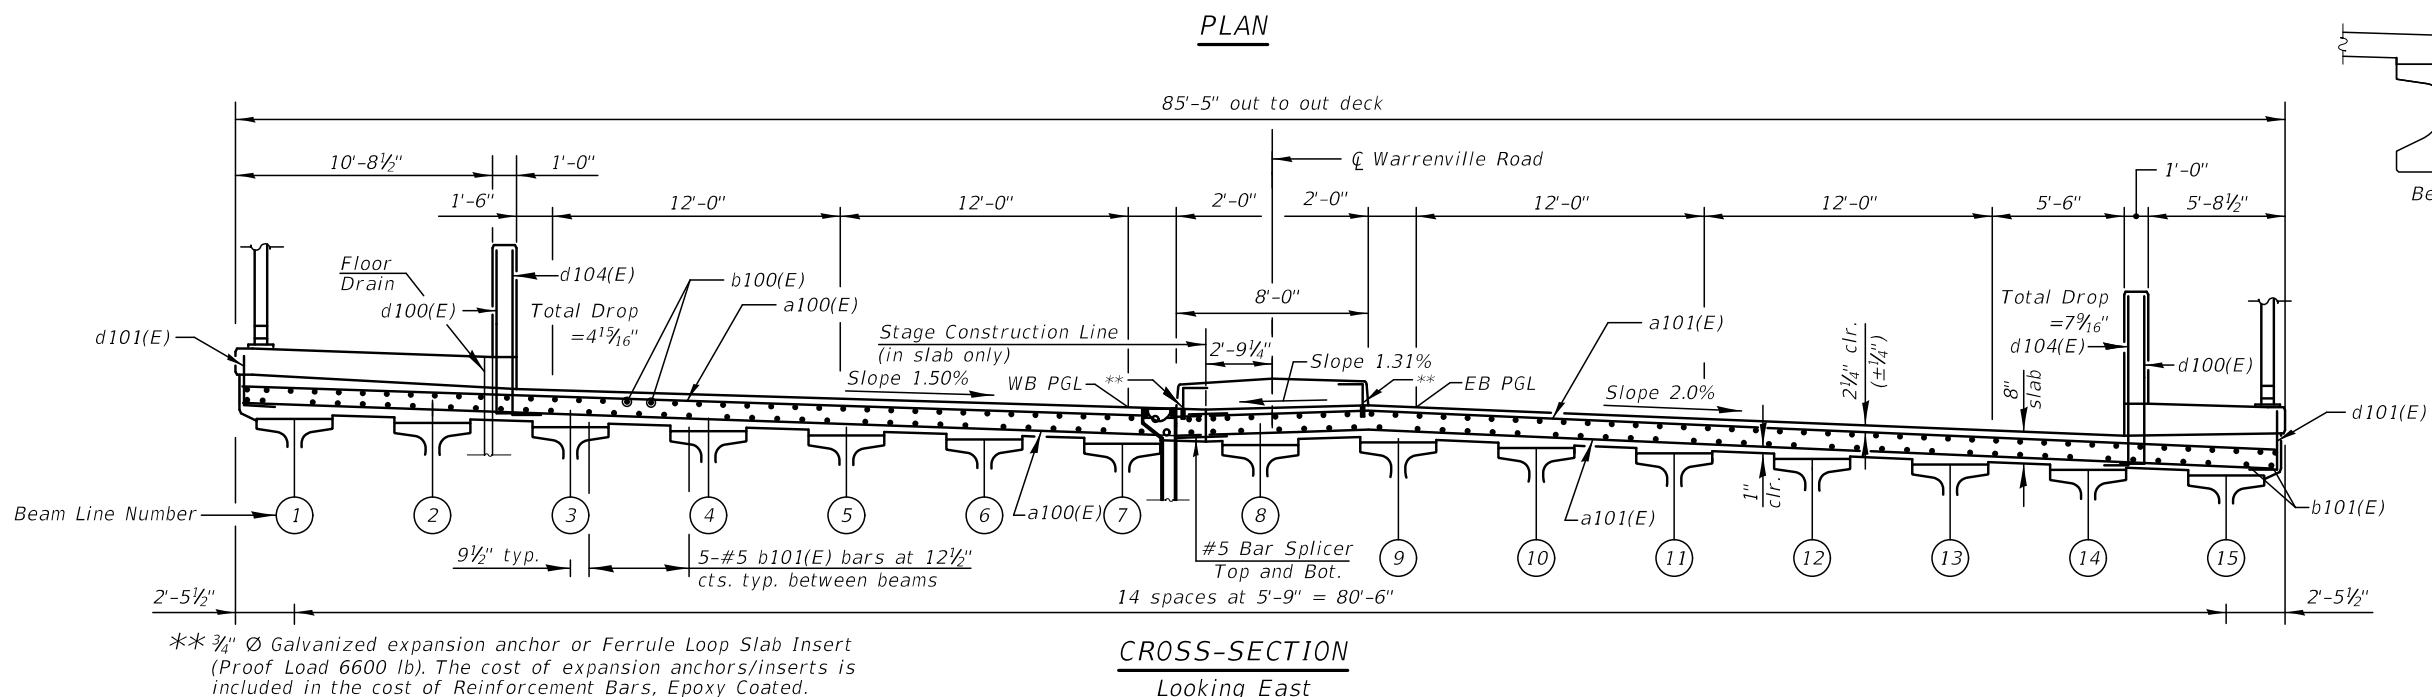 PLAN
85'-5" out to out deck
10'-8½"
1'-0"
℄ Warrenville Road
1'-0"
1'-6"
12'-0"
12'-0"
2'-0"
2'-0"
12'-0"
12'-0"
5'-6"
5'-8½"
Be
Floor
Drain
d104(E)
b100(E)
d100(E)
Total Drop
=4 15/16"
a100(E)
8'-0"
Total Drop
=7 9/16"
d101(E)
Stage Construction Line
(in slab only)
2'-9¼"
Slope 1.31%
a101(E)
2¼" clr.
(±¼")
d104(E)
d100(E)
Slope 1.50%
WB PGL
**
**
EB PGL
Slope 2.0%
8"
slab
d101(E)
1"
clr.
Beam Line Number
1
2
3
4
5
6
a100(E)
7
8
a101(E)
b101(E)
9
10
11
12
13
14
15
9½" typ.
5-#5 b101(E) bars at 12½"
cts. typ. between beams
#5 Bar Splicer
Top and Bot.
2'-5½"
14 spaces at 5'-9" = 80'-6"
2'-5½"
** ¾" Ø Galvanized expansion anchor or Ferrule Loop Slab Insert
(Proof Load 6600 lb). The cost of expansion anchors/inserts is
included in the cost of Reinforcement Bars, Epoxy Coated.
CROSS-SECTION
Looking East